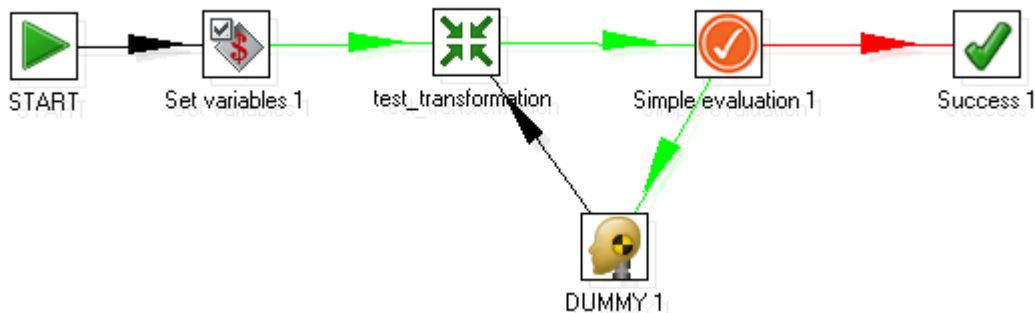 START
Set variables 1
test_transformation
Simple evaluation 1
Success 1
DUMMY 1